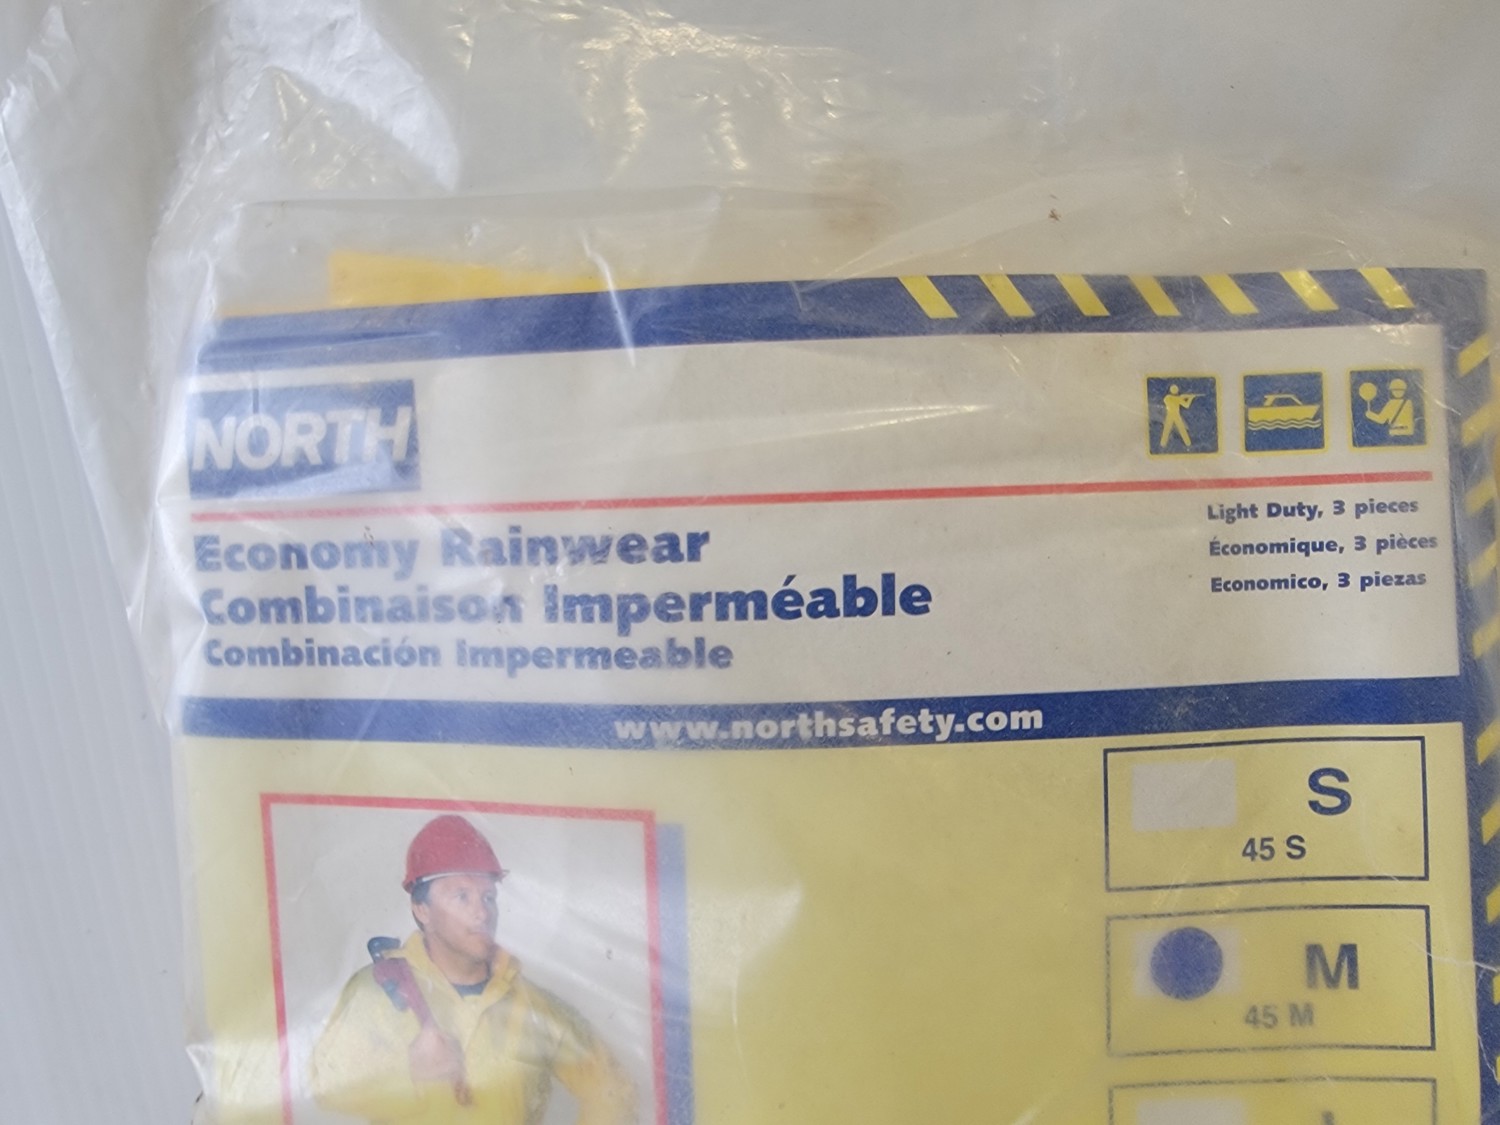 NORTH
Light Duty, 3 pieces
Économique, 3 pièces
Economico, 3 piezas
Economy Rainwear
Combinaison Imperméable
Combinación Impermeable
www.northsafety.com
S
45 S
M
45 M